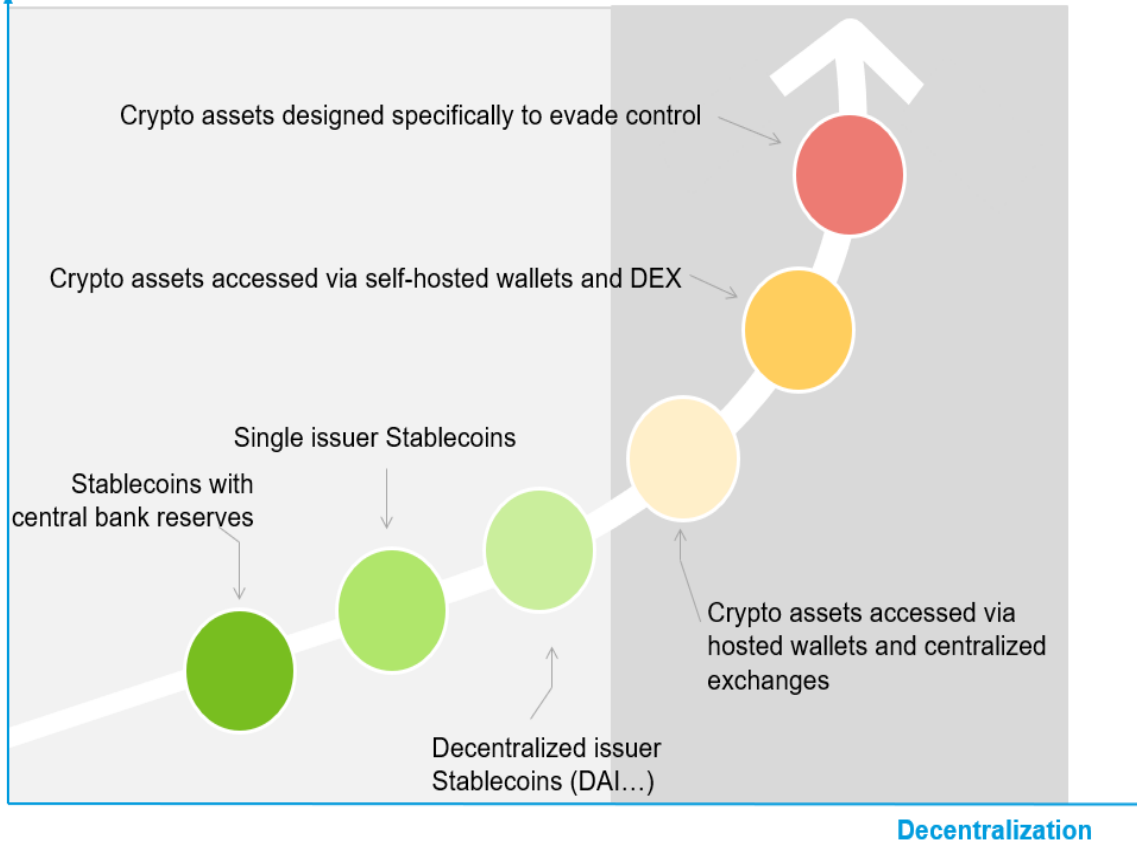 Crypto assets designed specifically to evade control
Crypto assets accessed via self-hosted wallets and DEX
Single issuer Stablecoins
Stablecoins with
central bank reserves
Crypto assets accessed via
hosted wallets and centralized
exchanges
Decentralized issuer
Stablecoins (DAI…)
Decentralization